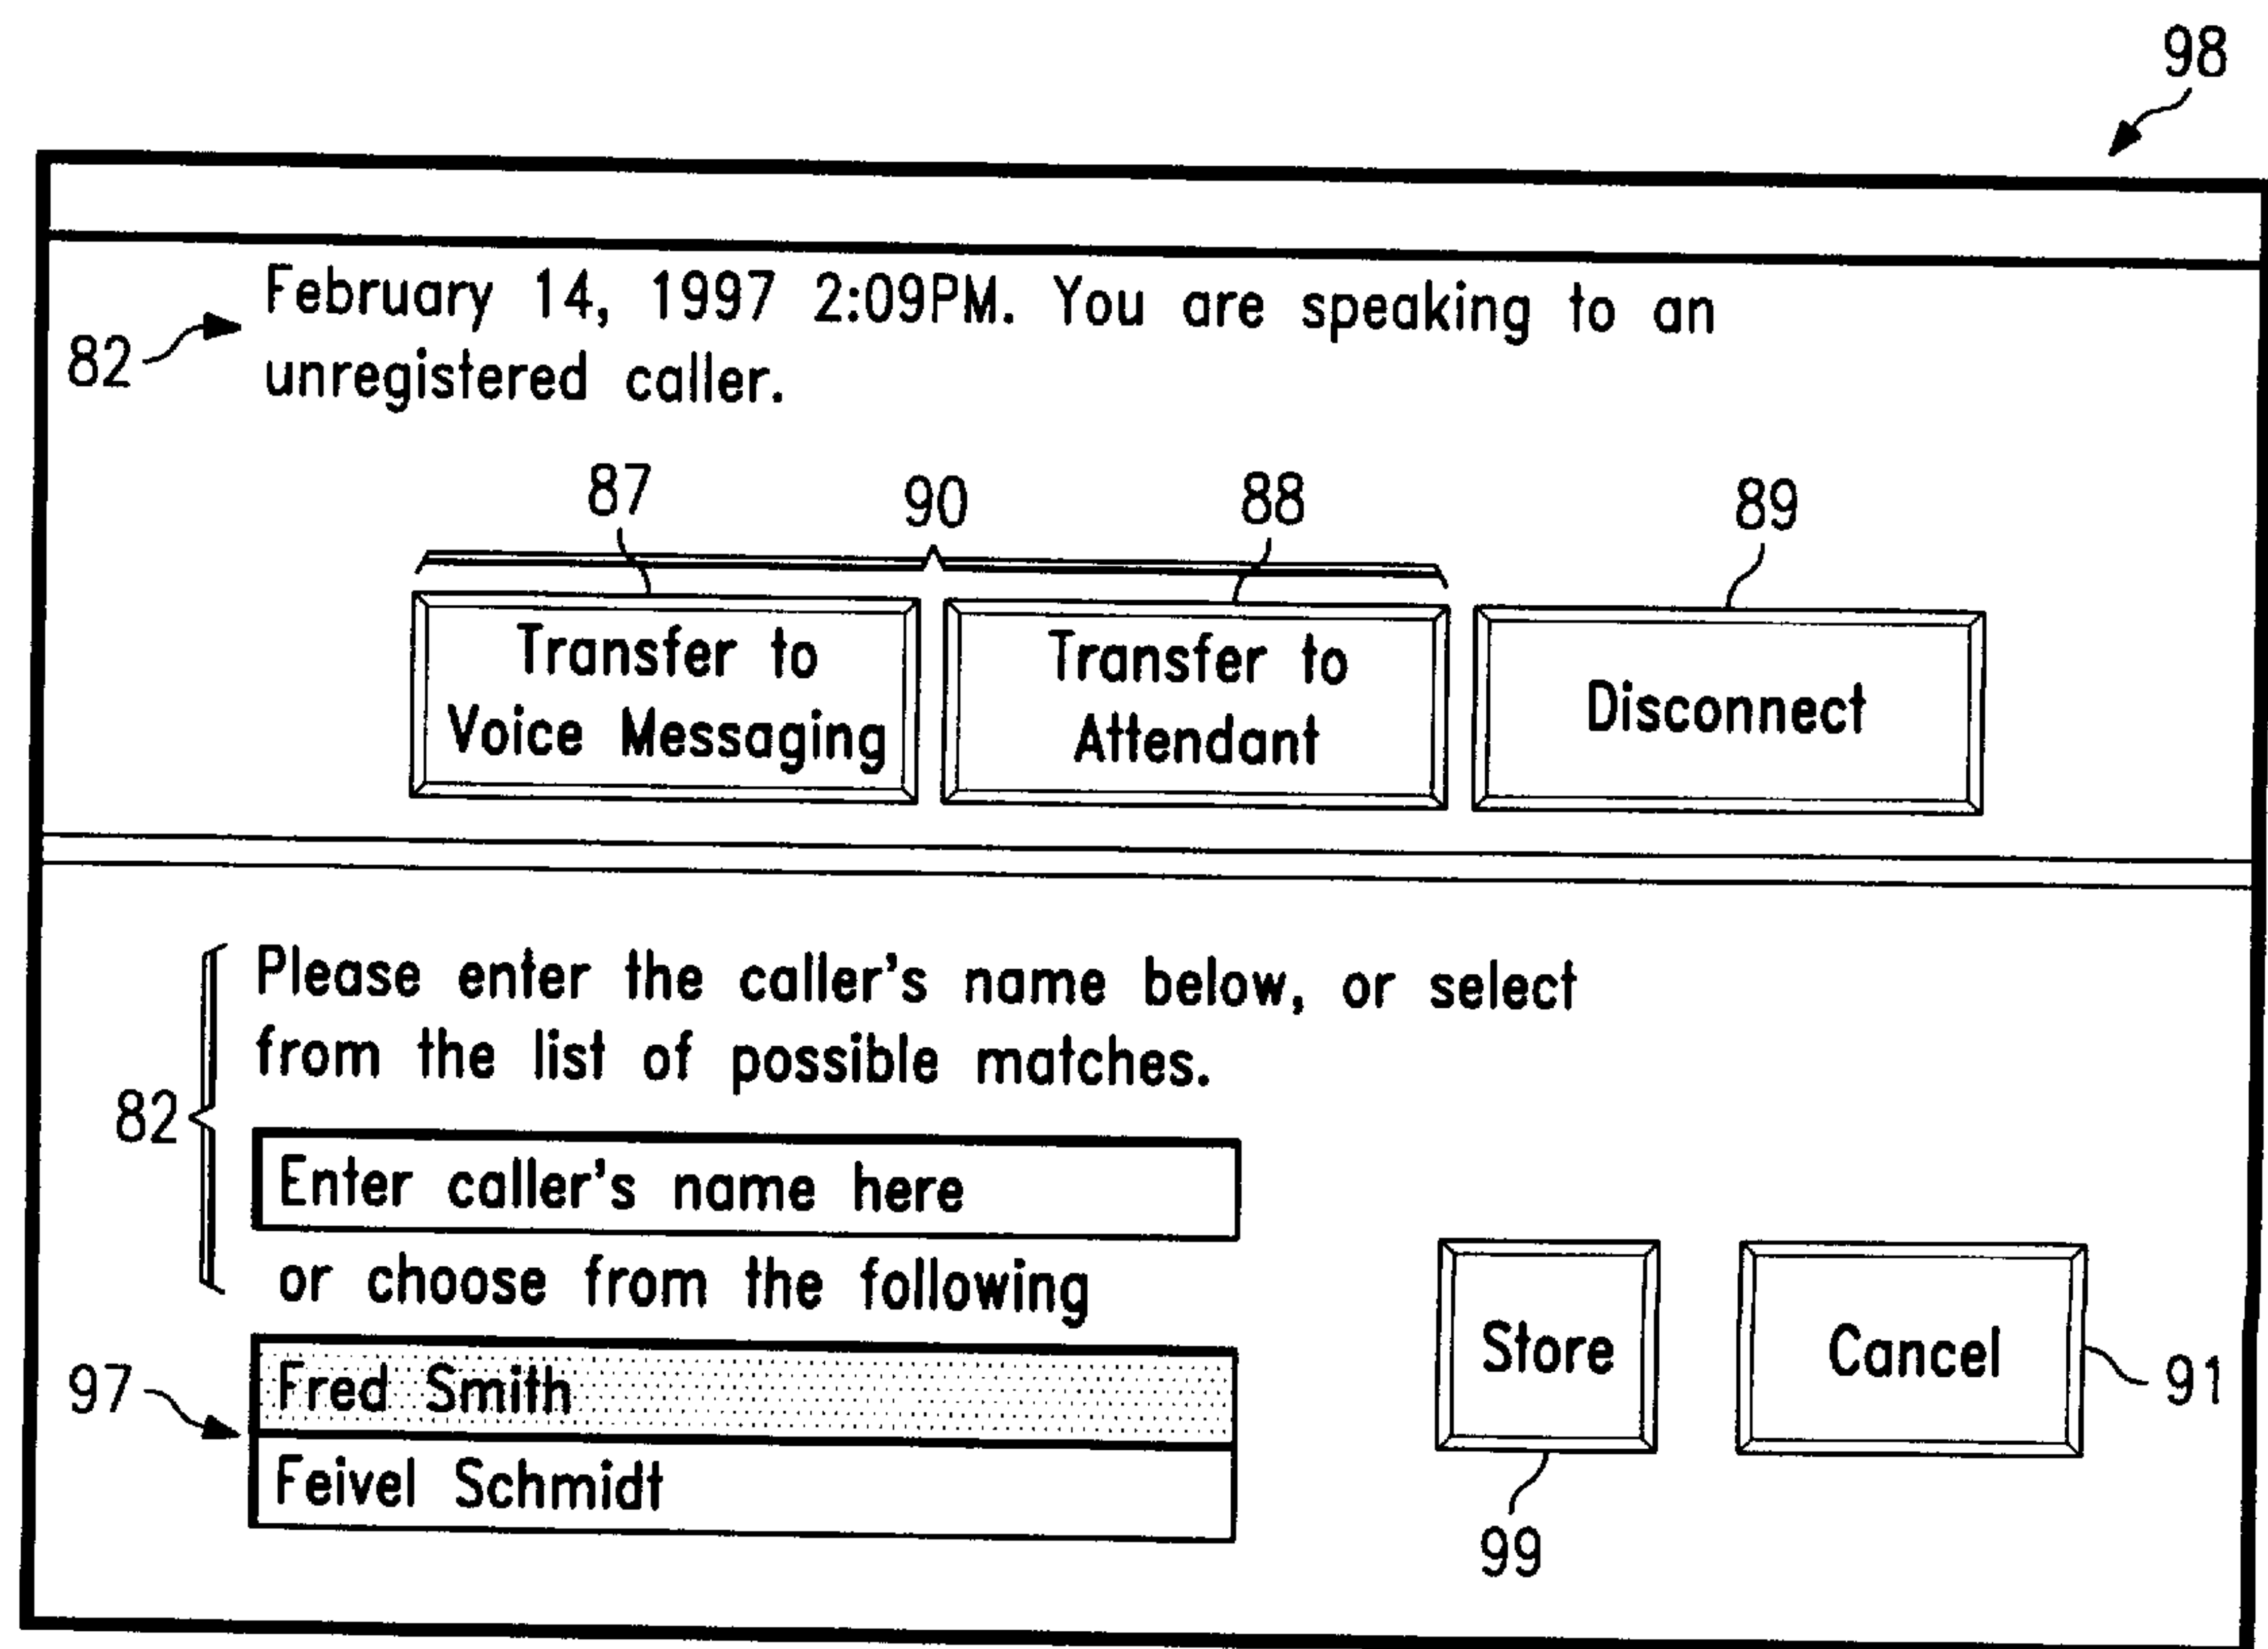 98
February 14, 1997 2:09PM. You are speaking to an
82
unregistered caller.
87
90
88
89
Transfer to
Voice Messaging
Transfer to
Attendant
Disconnect
Please enter the caller's name below, or select
from the list of possible matches.
82
Enter caller's name here
or choose from the following
97
Fred Smith
Feivel Schmidt
Store
Cancel
91
99